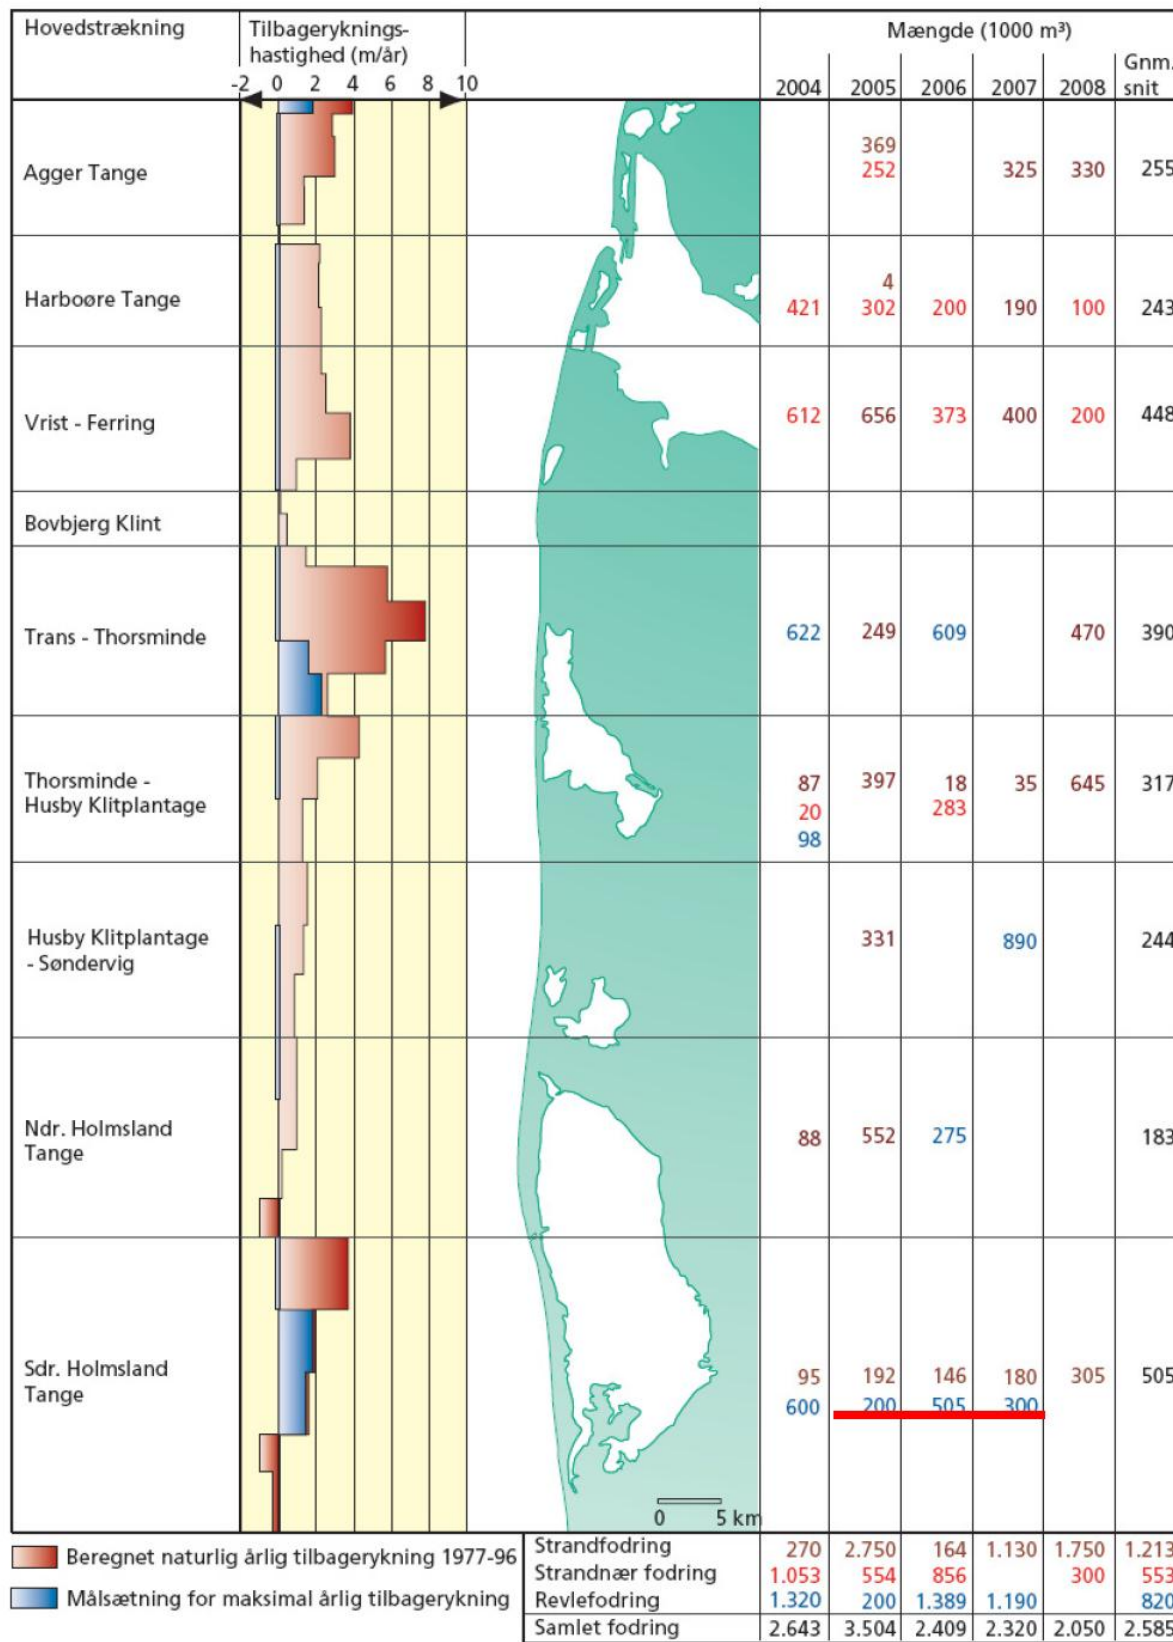 Hovedstrækning
Tilbageryknings-
hastighed (m/år)
-2 0 2 4 6 8 10
Mængde (1000 m³)
2004 2005 2006 2007 2008 Gnm.
snit
Agger Tange
369
252 325 330 255
Harboøre Tange
4
421 302 200 190 100 243
Vrist - Ferring
612 656 373 400 200 448
Bovbjerg Klint
Trans - Thorsminde
622 249 609 470 390
Thorsminde -
Husby Klitplantage
87 397 18 35 645 317
20 283
98
Husby Klitplantage
- Søndervig
331 890 244
Ndr. Holmsland
Tange
88 552 275 183
Sdr. Holmsland
Tange
95 192 146 180 305 505
600 200 505 300
0 5 km
Beregnet naturlig årlig tilbagerykning 1977-96
Målsætning for maksimal årlig tilbagerykning
Strandfodring 270 2.750 164 1.130 1.750 1.213
Strandnær fodring 1.053 554 856 300 553
Revlefodring 1.320 200 1.389 1.190 820
Samlet fodring 2.643 3.504 2.409 2.320 2.050 2.585